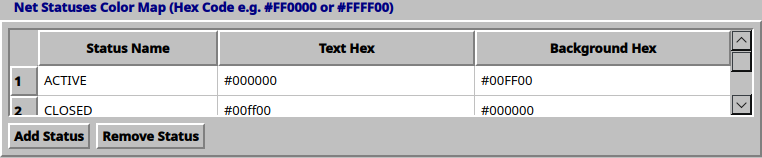 Net Statuses Color Map (Hex Code e.g. #FF0000 or #FFFF00)
Status Name Text Hex Background Hex
1 ACTIVE #000000 #00FF00
2 CLOSED #00ff00 #000000
Add Status Remove Status